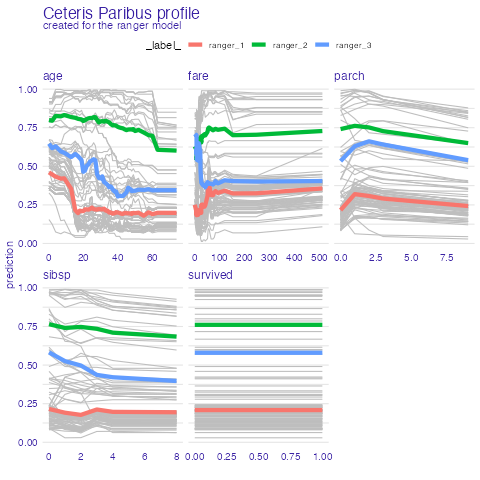 Ceteris Paribus profile
created for the ranger model
_label_ ranger_1 ranger_2 ranger_3
age fare parch
1.00
0.75
0.50
0.25
0.00
0 20 40 60 0 100 200 300 400 500 0.0 2.5 5.0 7.5
prediction
sibsp survived
1.00
0.75
0.50
0.25
0.00
0 2 4 6 8 0.00 0.25 0.50 0.75 1.00